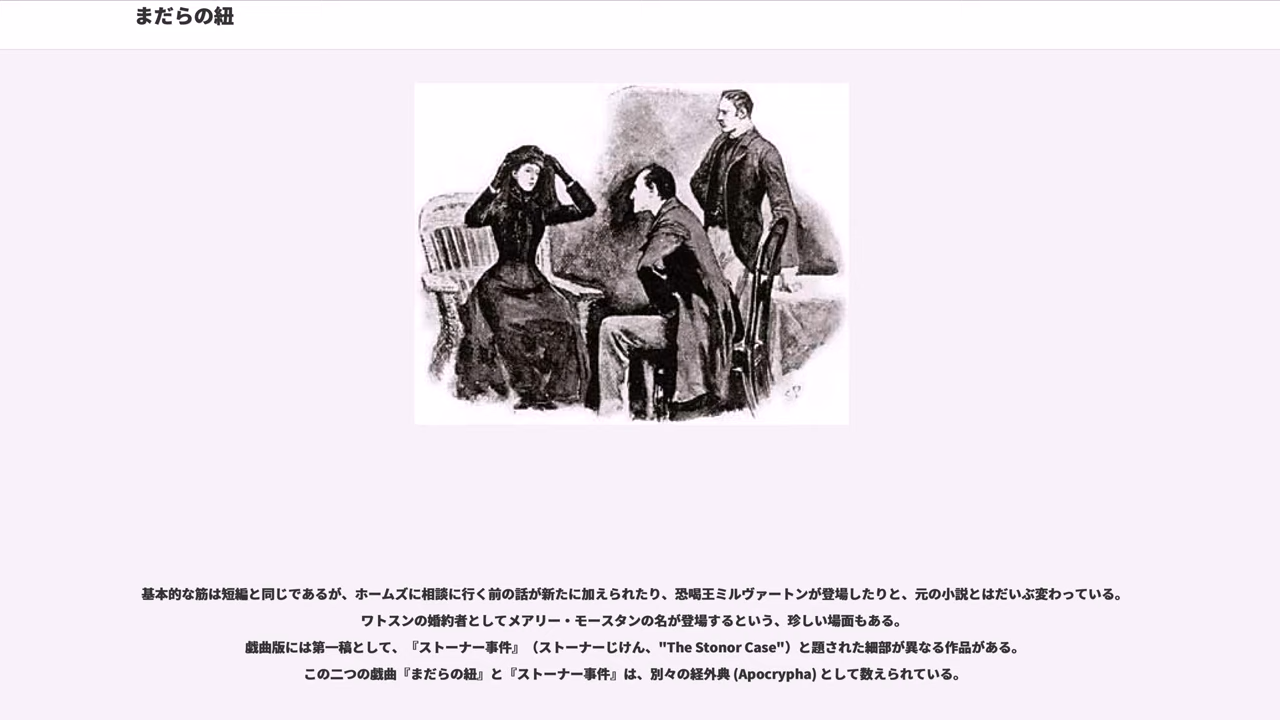 まだらの紐
基本的な筋は短編と同じであるが、ホームズに相談に行く前の話が新たに加えられたり、恐喝王ミルヴァートンが登場したりと、元の小説とはだいぶ変わっている。
ワトスンの婚約者としてメアリー・モースタンの名が登場するという、珍しい場面もある。
戯曲版には第一稿として、『ストーナー事件』（ストーナーじけん、"The Stonor Case"）と題された細部が異なる作品がある。
この二つの戯曲『まだらの紐』と『ストーナー事件』は、別々の経外典 (Apocrypha) として数えられている。